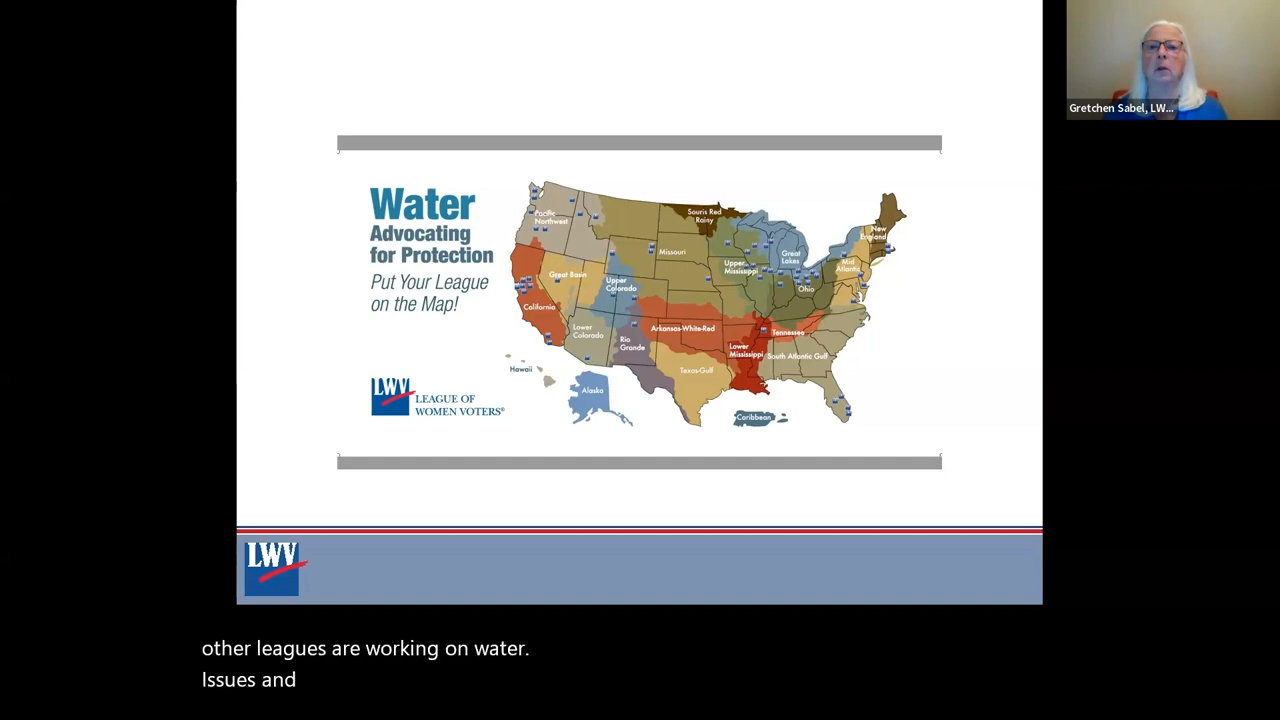 Gretchen Sabel, LW...
Water
Advocating
for Protection
Put Your League
on the Map!
LWV
LEAGUE OF
WOMEN VOTERS®
Pacific
Northwest
Souris Red
Rainy
New
England
Missouri
Great
Lakes
Upper
Mississippi
Mid
Atlantic
Great Basin
Upper
Colorado
Ohio
California
Lower
Colorado
Rio
Grande
Arkansas-White-Red
Tennessee
Lower
Mississippi
South Atlantic Gulf
Texas-Gulf
Hawaii
Alaska
Caribbean
LWV
other leagues are working on water.
Issues and